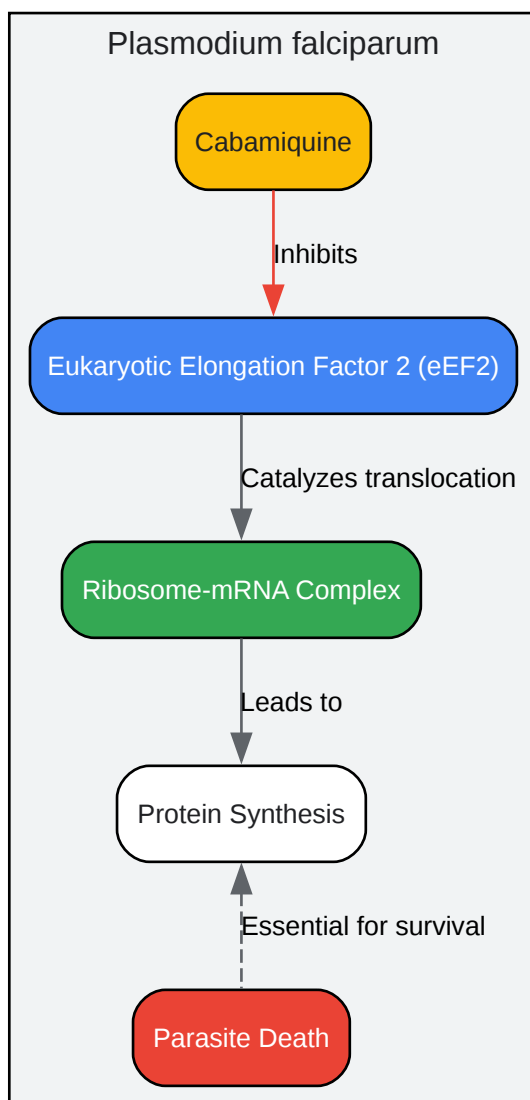 Plasmodium falciparum
Cabamiquine
Inhibits
Eukaryotic Elongation Factor 2 (eEF2)
Catalyzes translocation
Ribosome-mRNA Complex
Leads to
Protein Synthesis
Essential for survival
Parasite Death